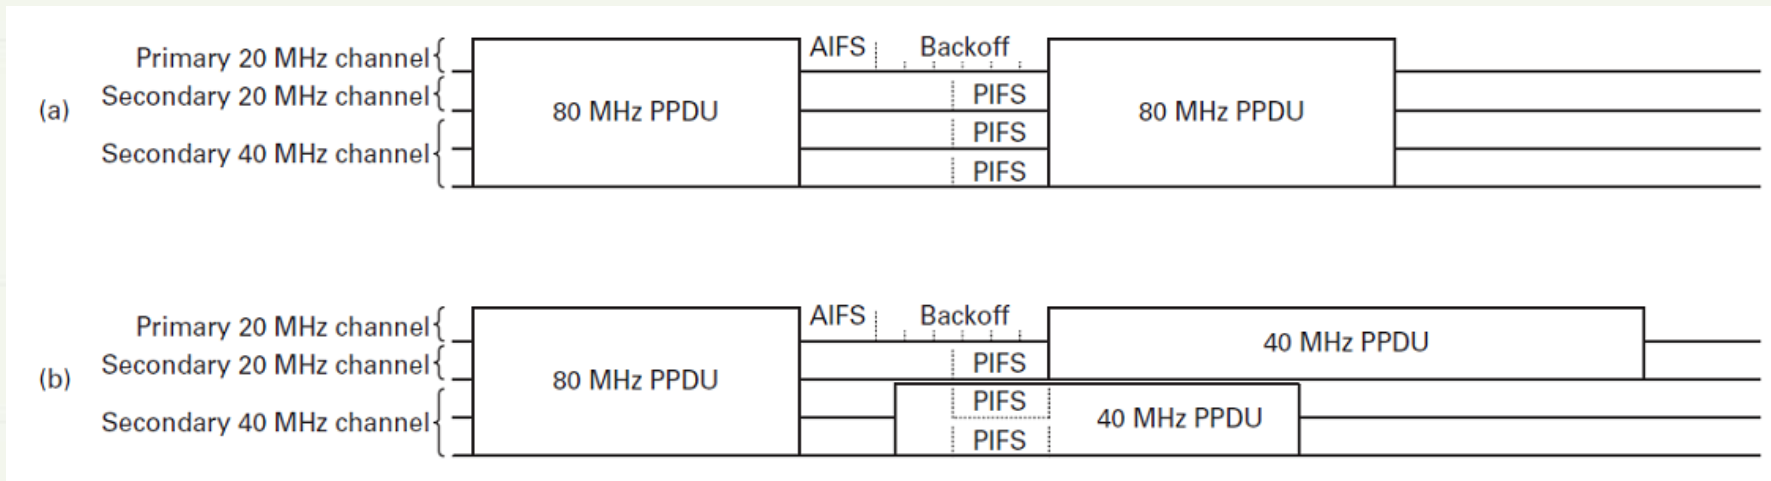 AIFS Backoff
Primary 20 MHz channel
Secondary 20 MHz channel PIFS
(a) 80 MHz PPDU 80 MHz PPDU
PIFS
Secondary 40 MHz channel
PIFS
AIFS Backoff
Primary 20 MHz channel
40 MHz PPDU
Secondary 20 MHz channel PIFS
(b) 80 MHz PPDU
PIFS
Secondary 40 MHz channel 40 MHz PPDU
PIFS